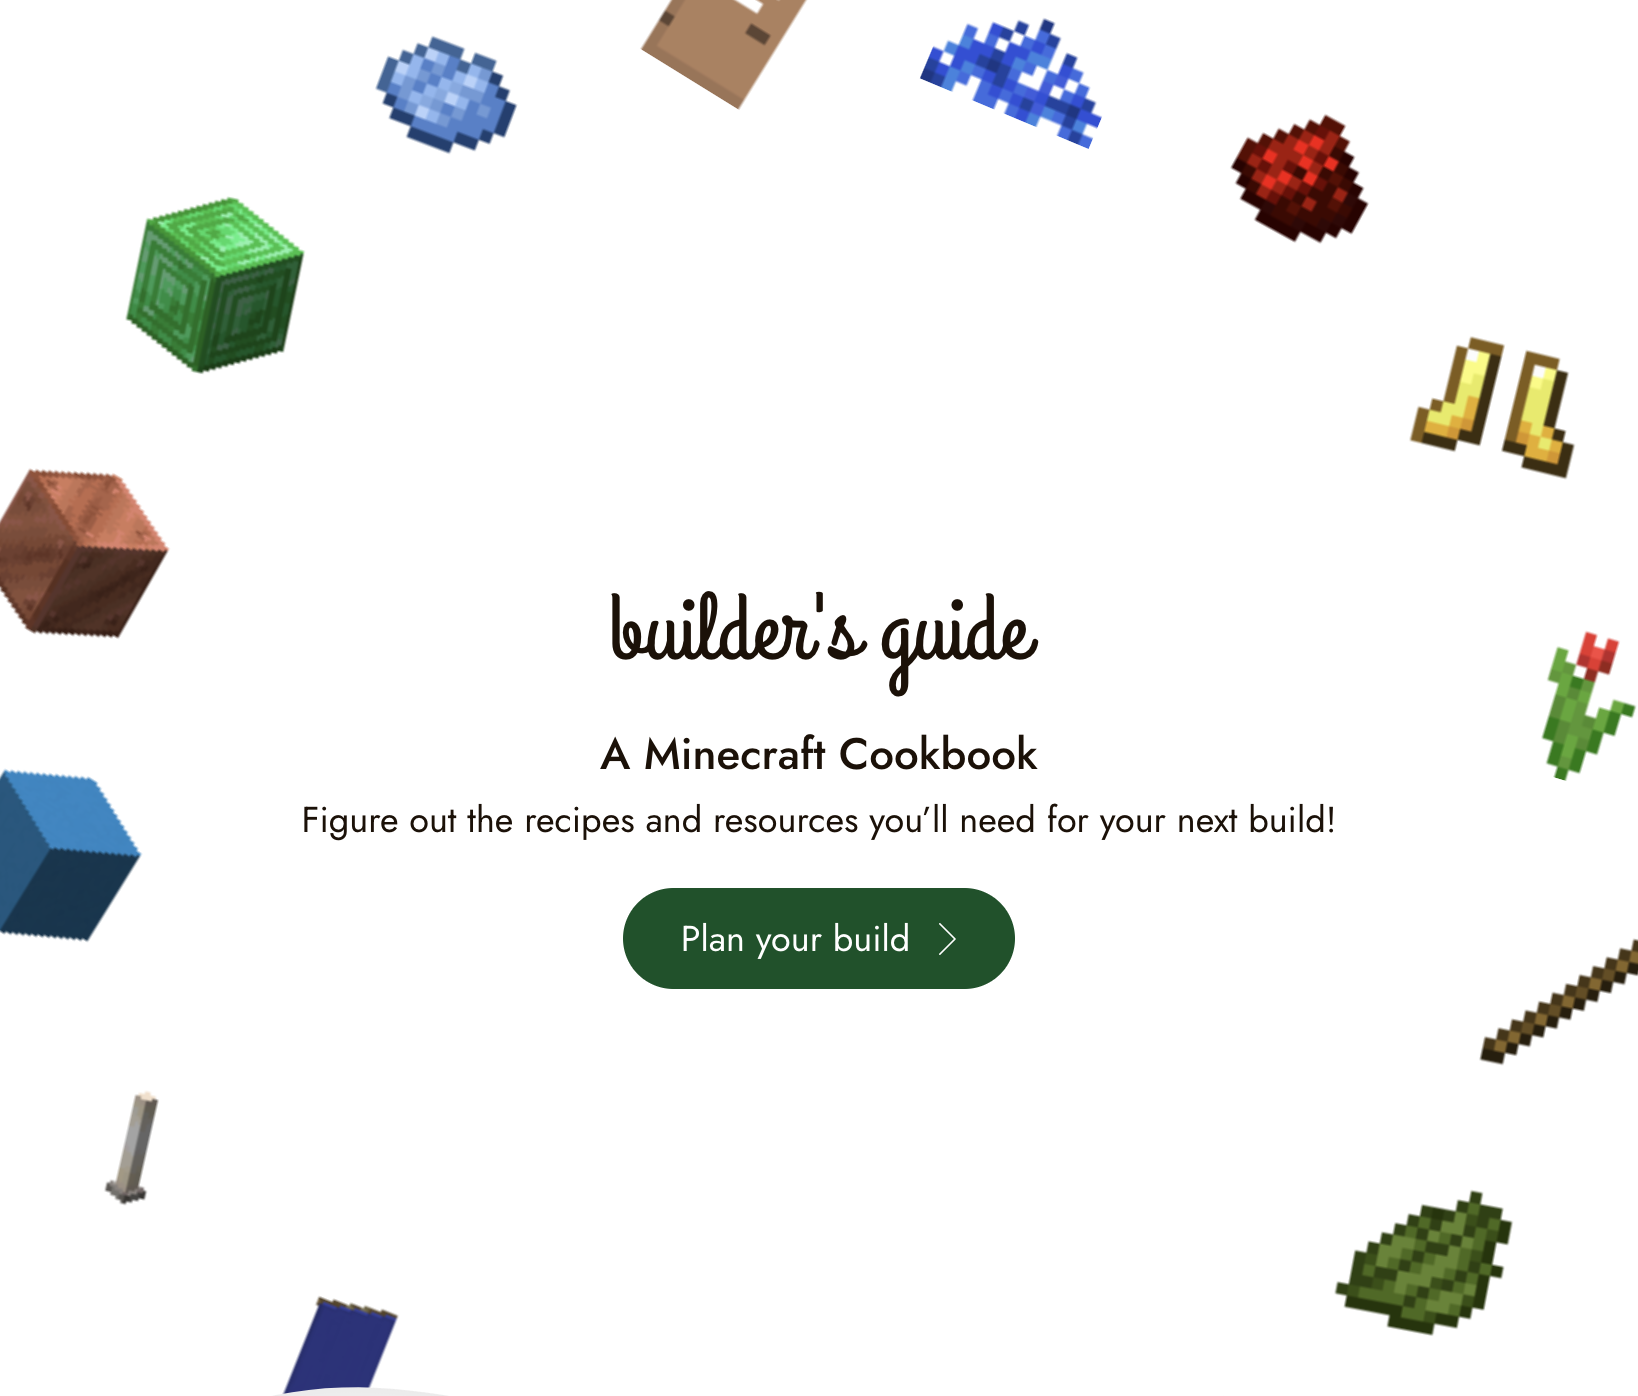 builder's guide
A Minecraft Cookbook
Figure out the recipes and resources you’ll need for your next build!
Plan your build